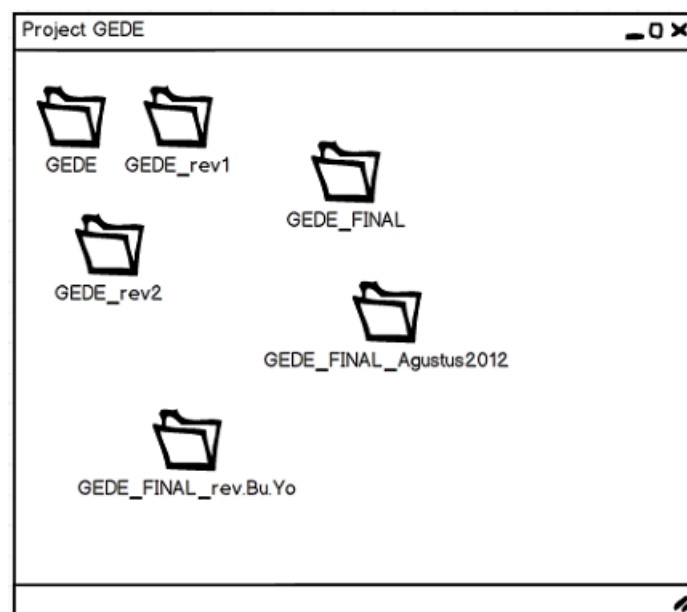 Project GEDE
GEDE
GEDE_rev1
GEDE_FINAL
GEDE_rev2
GEDE_FINAL_Agustus2012
GEDE_FINAL_rev.Bu.Yo